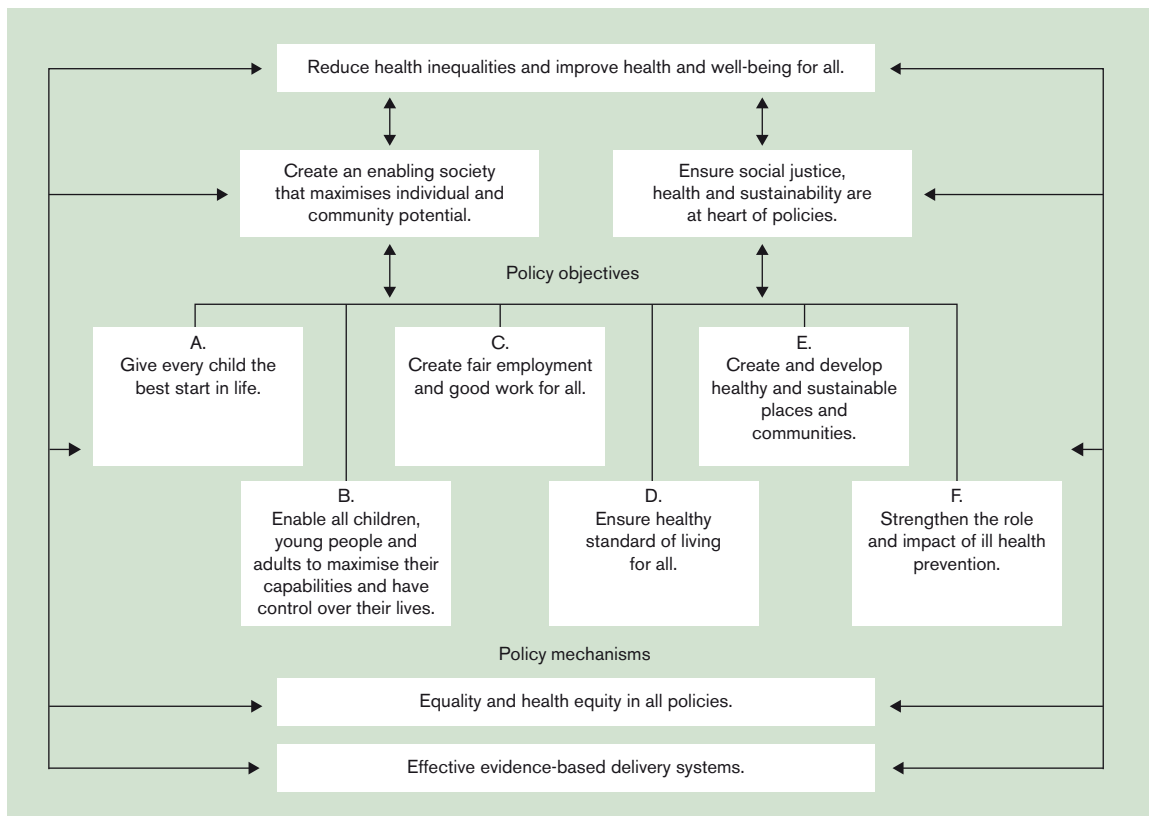 Reduce health inequalities and improve health and well-being for all.
Create an enabling society
that maximises individual and
community potential.
Ensure social justice,
health and sustainability are
at heart of policies.
Policy objectives
A.
Give every child the
best start in life.
B.
Enable all children,
young people and
adults to maximise their
capabilities and have
control over their lives.
C.
Create fair employment
and good work for all.
D.
Ensure healthy
standard of living
for all.
E.
Create and develop
healthy and sustainable
places and
communities.
F.
Strengthen the role
and impact of ill health
prevention.
Policy mechanisms
Equality and health equity in all policies.
Effective evidence-based delivery systems.